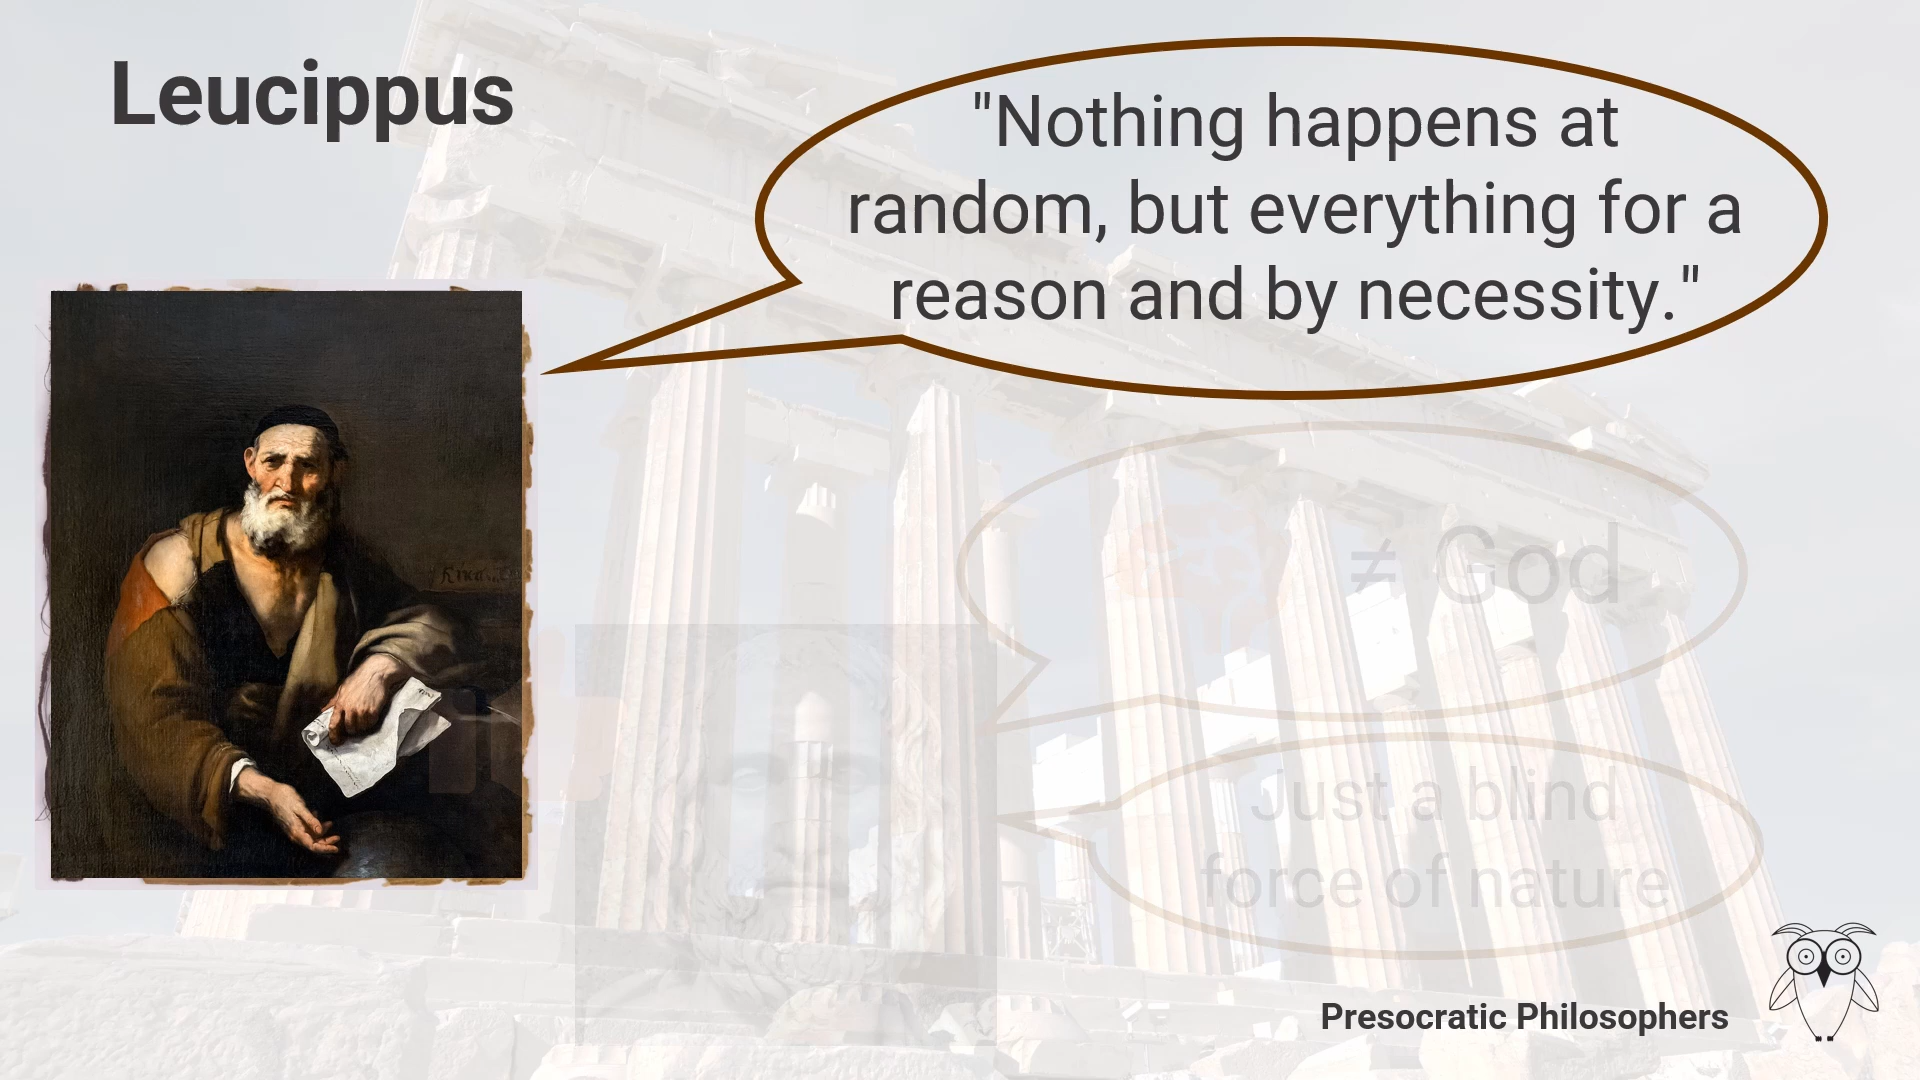 Leucippus
"Nothing happens at
random, but everything for a
reason and by necessity."
≠ God
Just a blind
force of nature
Presocratic Philosophers